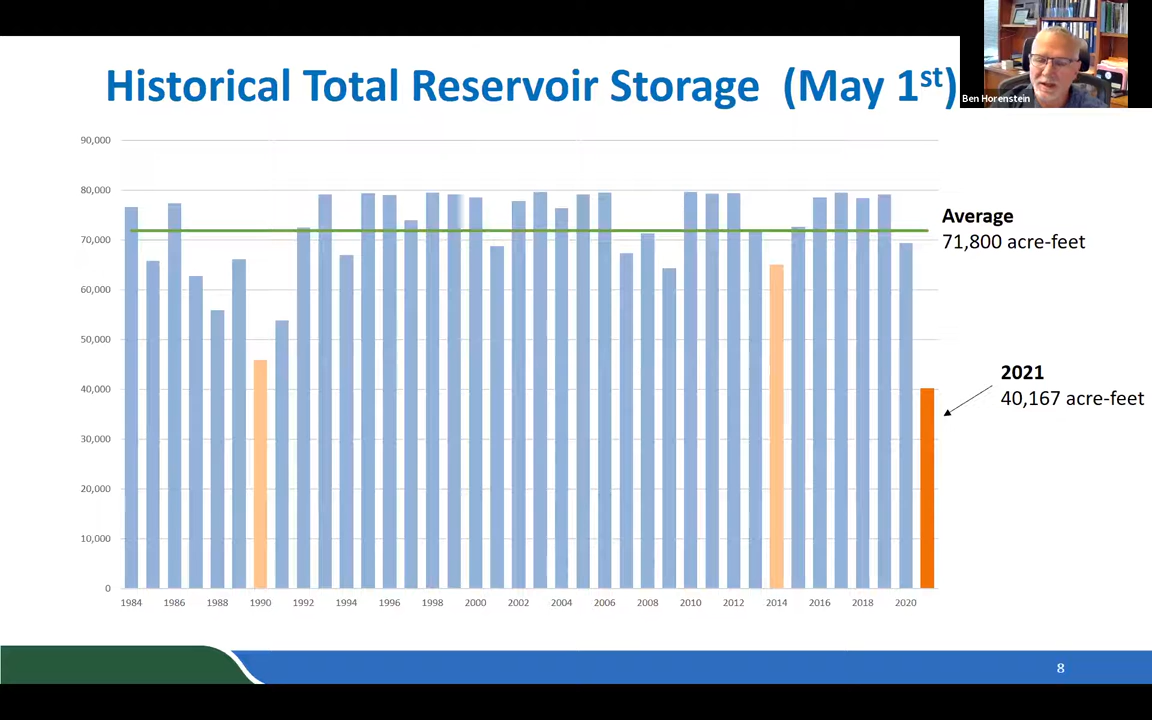 Historical Total Reservoir Storage (May 1st)
Ben Horenstein
90,000
80,000
70,000
60,000
50,000
40,000
30,000
20,000
10,000
0
Average
71,800 acre-feet
2021
40,167 acre-feet
1984 1986 1988 1990 1992 1994 1996 1998 2000 2002 2004 2006 2008 2010 2012 2014 2016 2018 2020
8